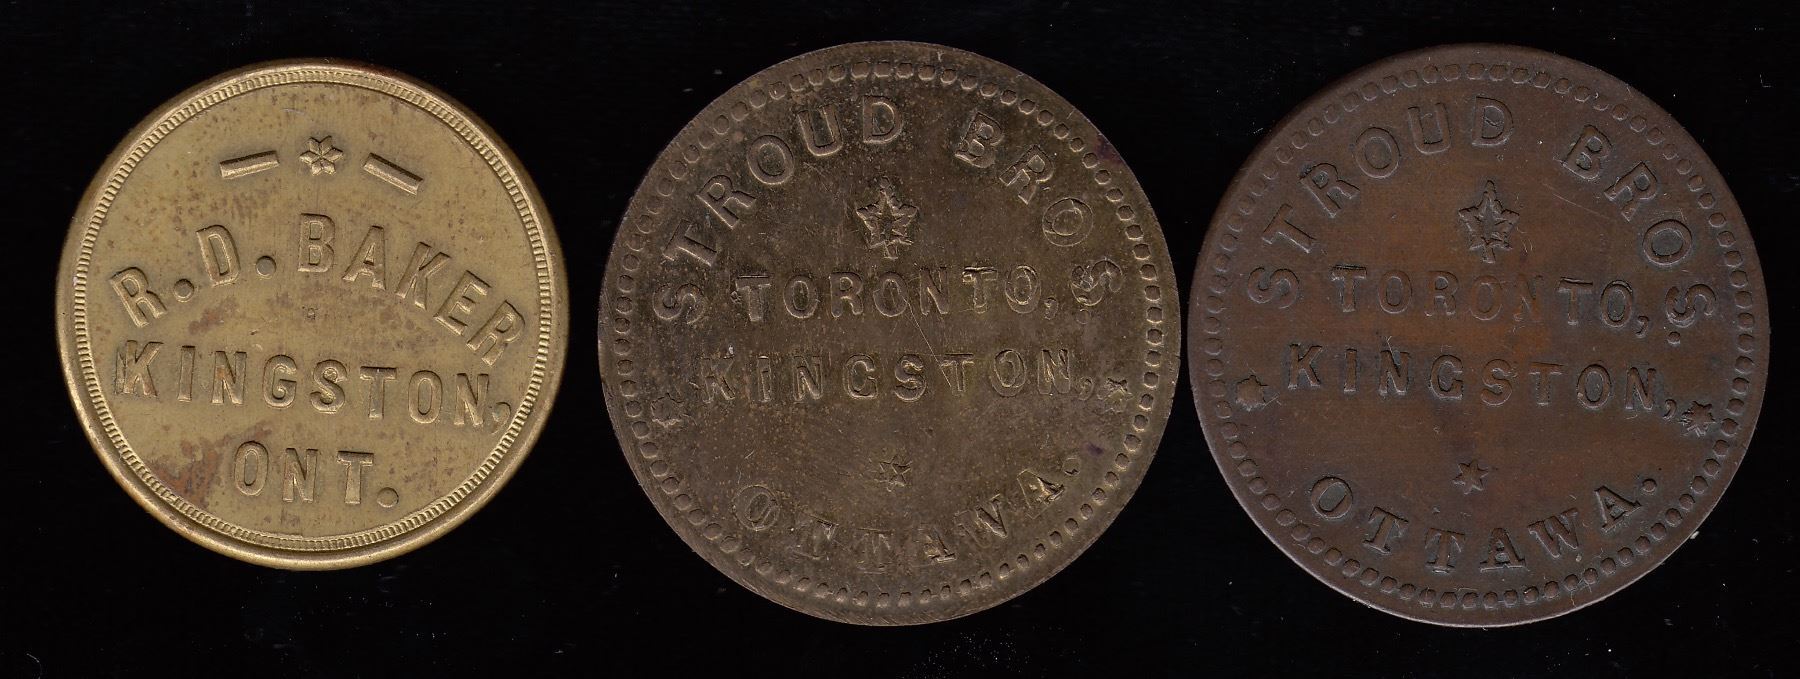 R.D. BAKER
KINGSTON,
ONT.
STROUD BROS.
TORONTO,
KINGSTON,
OTTAWA.
STROUD BROS.
TORONTO,
KINGSTON,
OTTAWA.